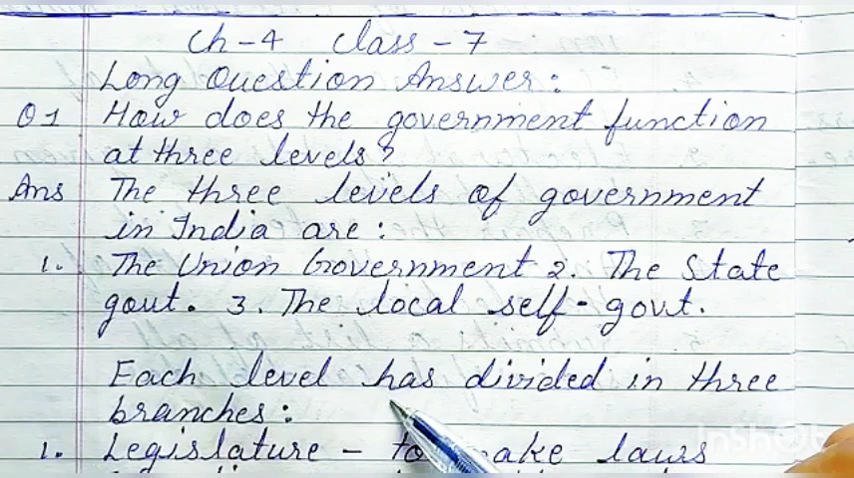 Ch-4 Class-7
Long Question Answer:
Q1 How does the government function
at three levels?
Ans The three levels of government
in India are:
1. The Union Government 2. The State
govt. 3. The local self-govt.
Each level has divided in three
branches:
1. Legislature - to make laws
InShot